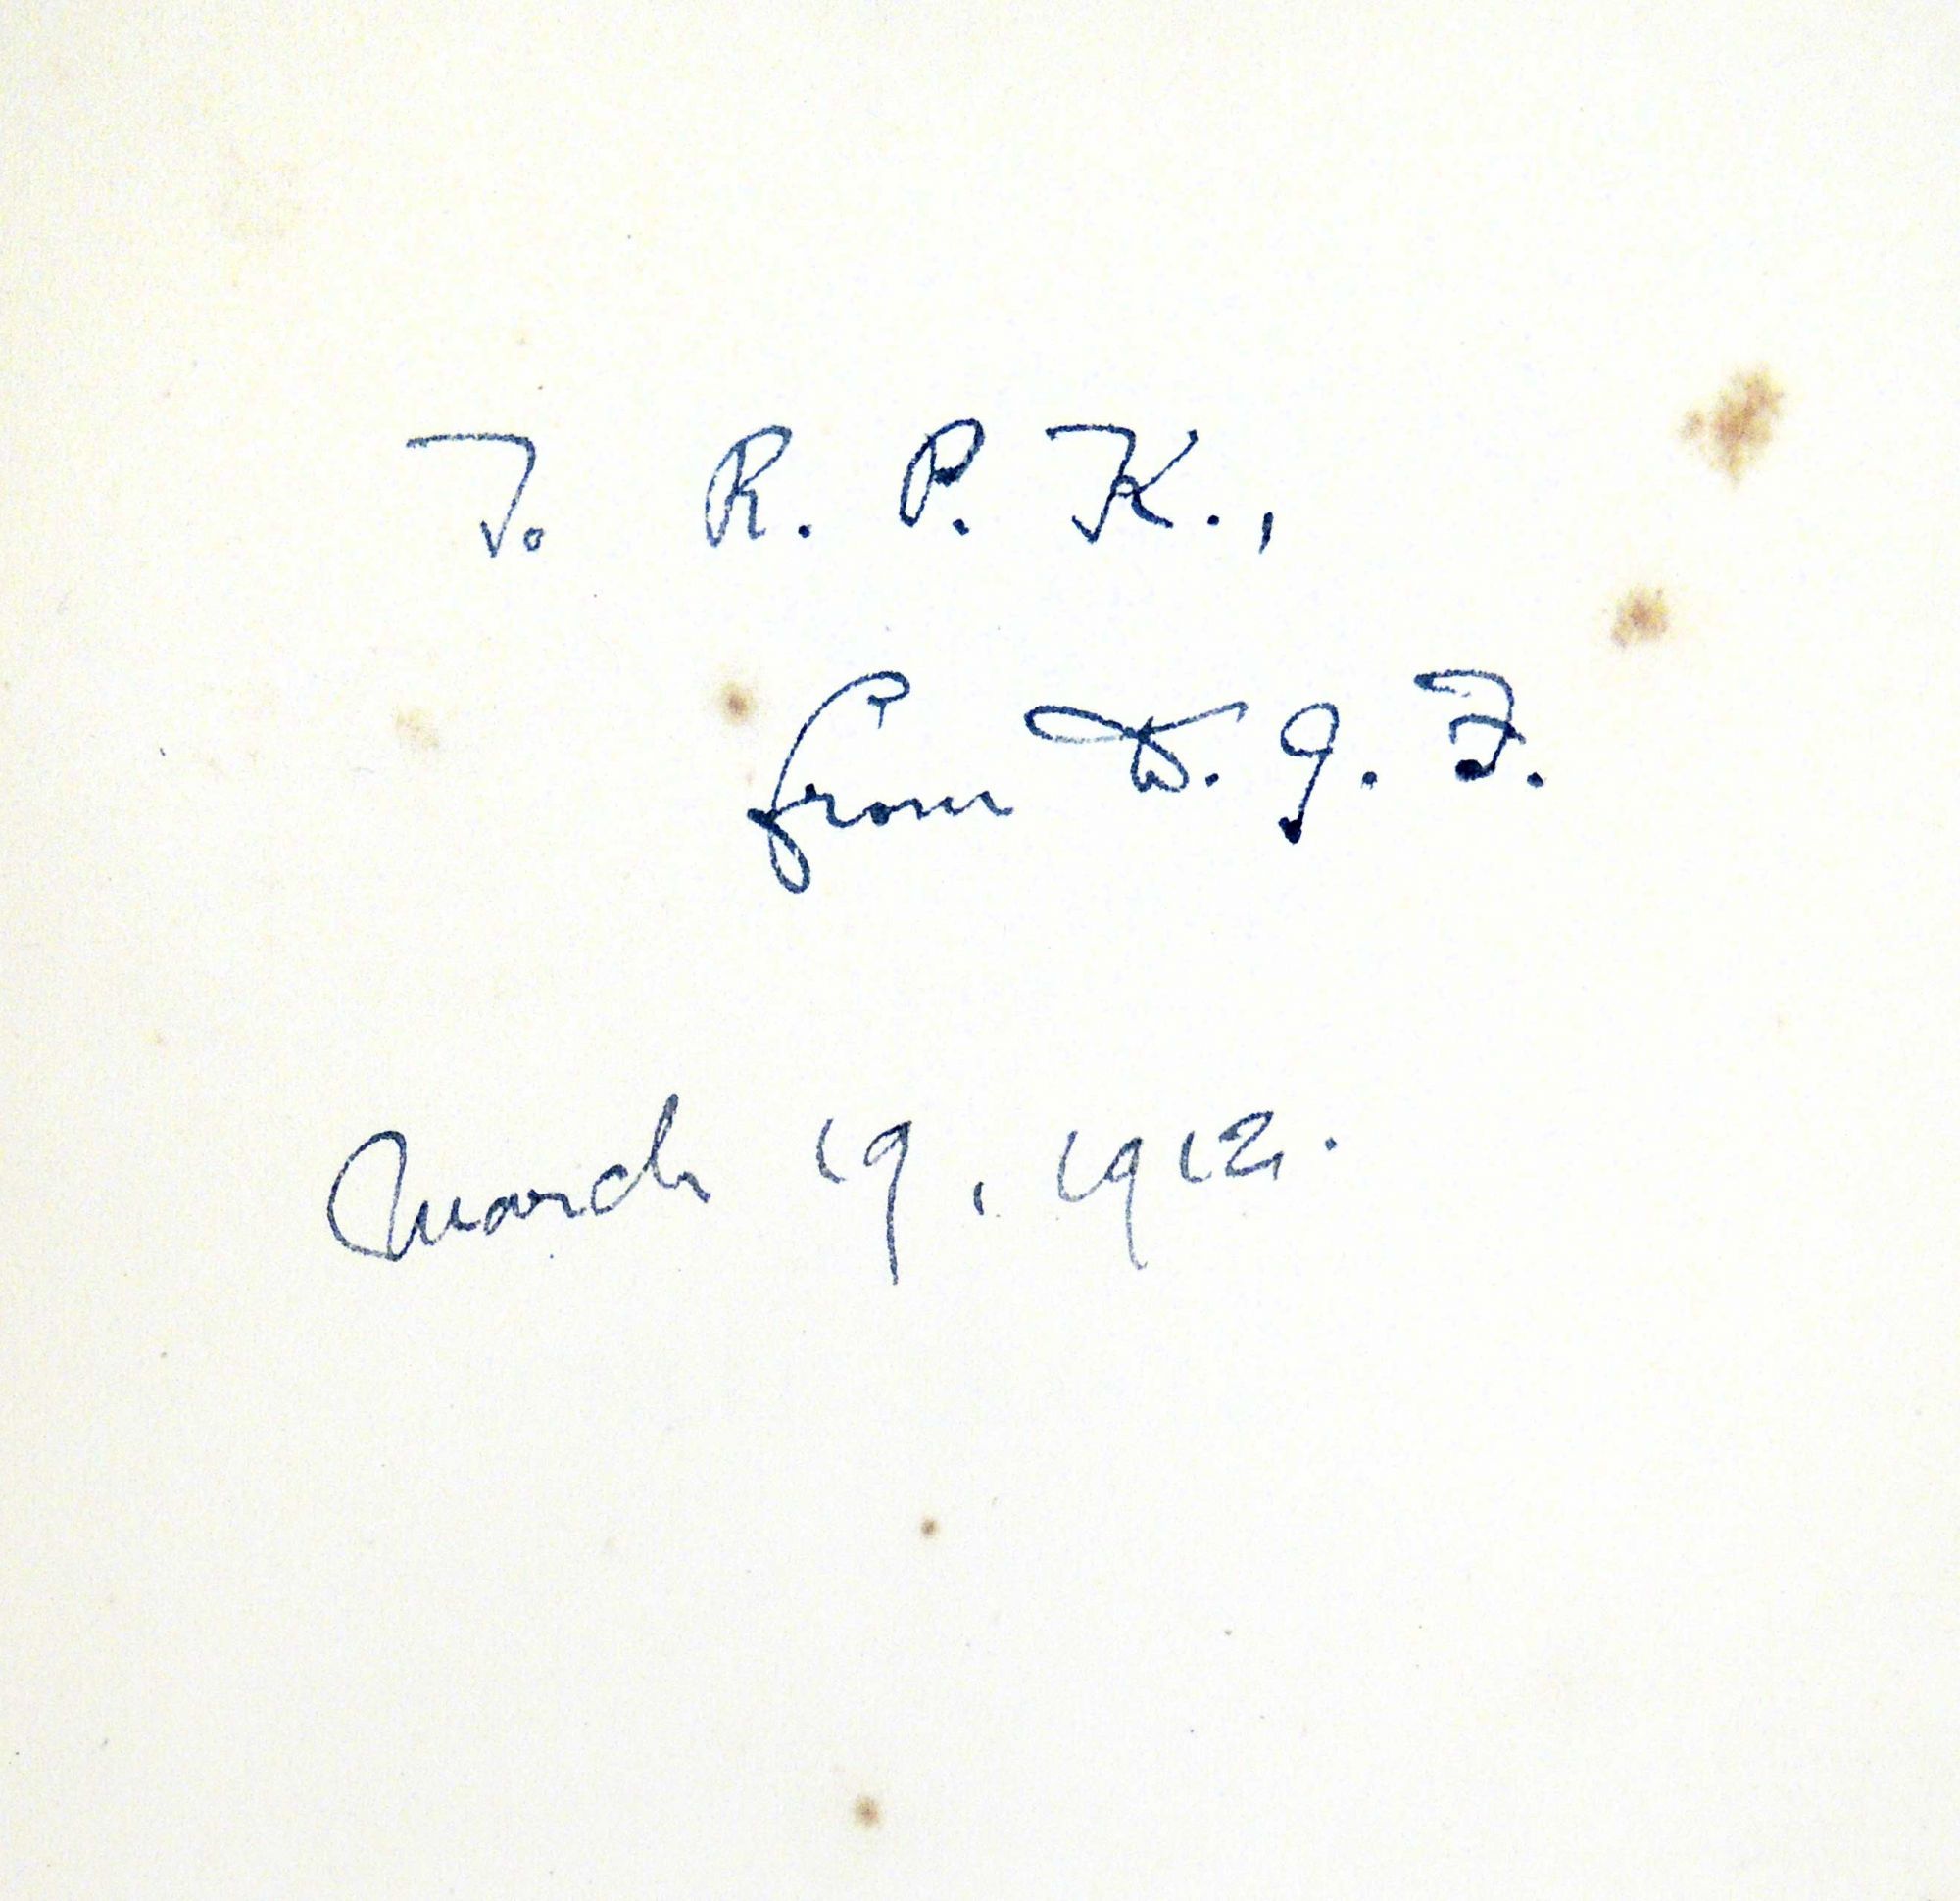 To R. P. K.,
from D. J. F.
March 19, 1912.